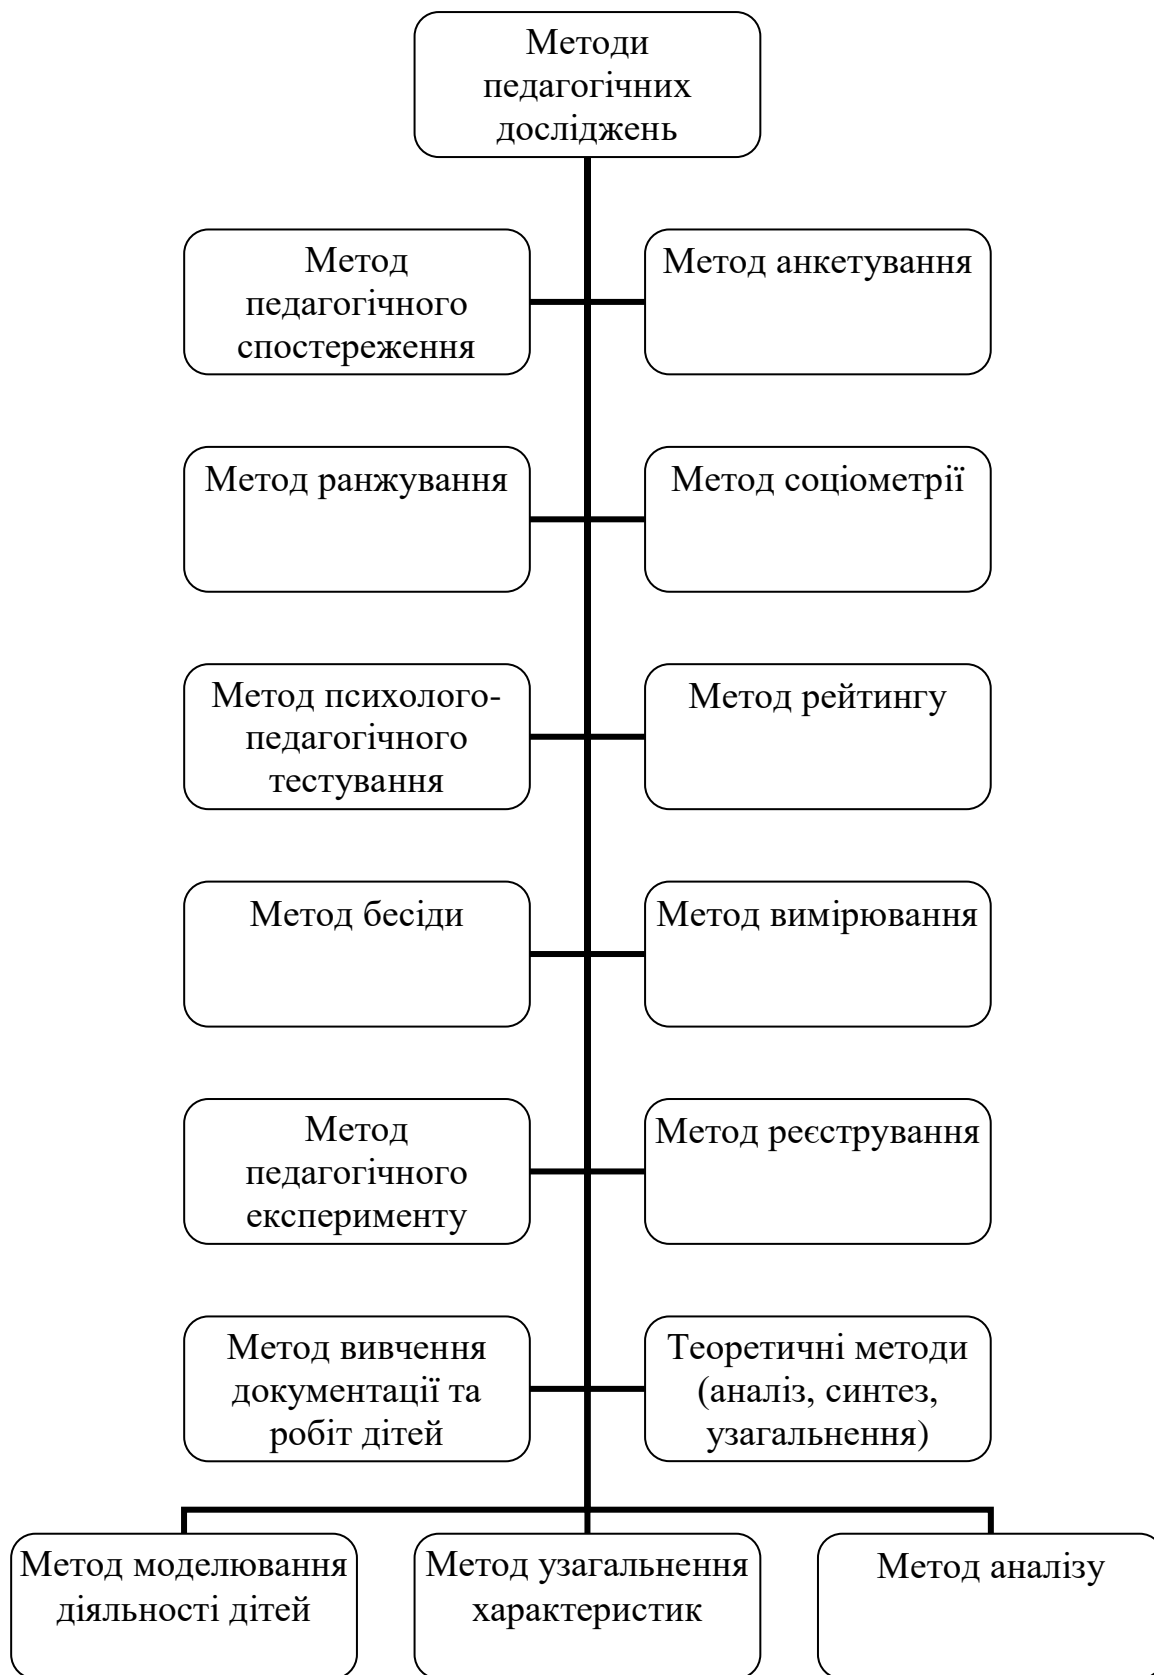 Методи
педагогічних
досліджень
Метод
педагогічного
спостереження
Метод анкетування
Метод ранжування
Метод соціометрії
Метод психолого-
педагогічного
тестування
Метод рейтингу
Метод бесіди
Метод вимірювання
Метод
педагогічного
експерименту
Метод реєстрування
Метод вивчення
документації та
робіт дітей
Теоретичні методи
(аналіз, синтез,
узагальнення)
Метод моделювання
діяльності дітей
Метод узагальнення
характеристик
Метод аналізу